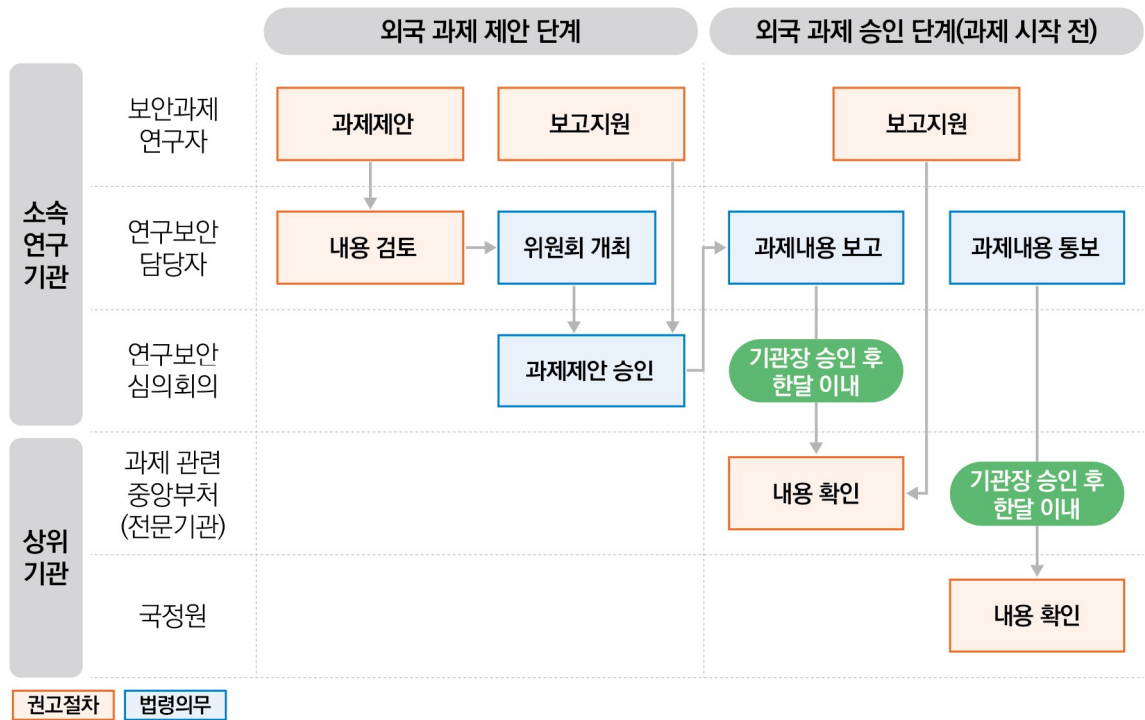 외국 과제 제안 단계
외국 과제 승인 단계(과제 시작 전)
소속
연구
기관
보안과제
연구자
과제제안
보고지원
보고지원
연구보안
담당자
내용 검토
위원회 개최
과제내용 보고
과제내용 통보
연구보안
심의회의
과제제안 승인
기관장 승인 후
한달 이내
상위
기관
과제 관련
중앙부처
(전문기관)
내용 확인
기관장 승인 후
한달 이내
국정원
내용 확인
권고절차
법령의무